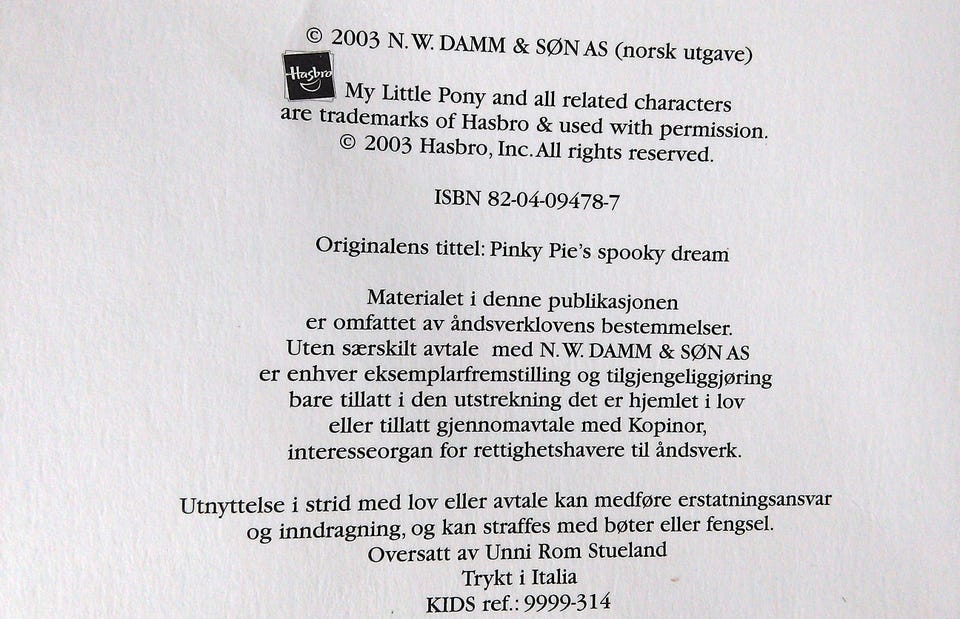 © 2003 N.W. DAMM & SØN AS (norsk utgave)
Hasbro
My Little Pony and all related characters
are trademarks of Hasbro & used with permission.
© 2003 Hasbro, Inc. All rights reserved.
ISBN 82-04-09478-7
Originalens tittel: Pinky Pie's spooky dream
Materialet i denne publikasjonen
er omfattet av åndsverklovens bestemmelser.
Uten særskilt avtale med N.W. DAMM & SØN AS
er enhver eksemplarfremstilling og tilgjengeliggjøring
bare tillatt i den utstrekning det er hjemlet i lov
eller tillatt gjennomavtale med Kopinor,
interesseorgan for rettighetshavere til åndsverk.
Utnyttelse i strid med lov eller avtale kan medføre erstatningsansvar
og inndragning, og kan straffes med bøter eller fengsel.
Oversatt av Unni Rom Stueland
Trykt i Italia
KIDS ref.: 9999-314